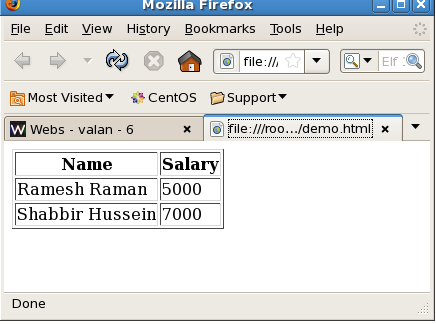 Mozilla Firefox
File Edit View History Bookmarks Tools Help
file:/// Elf
Most Visited CentOS Support
Webs - valan - 6 file:///roo.../demo.html
Name Salary
Ramesh Raman 5000
Shabbir Hussein 7000
Done